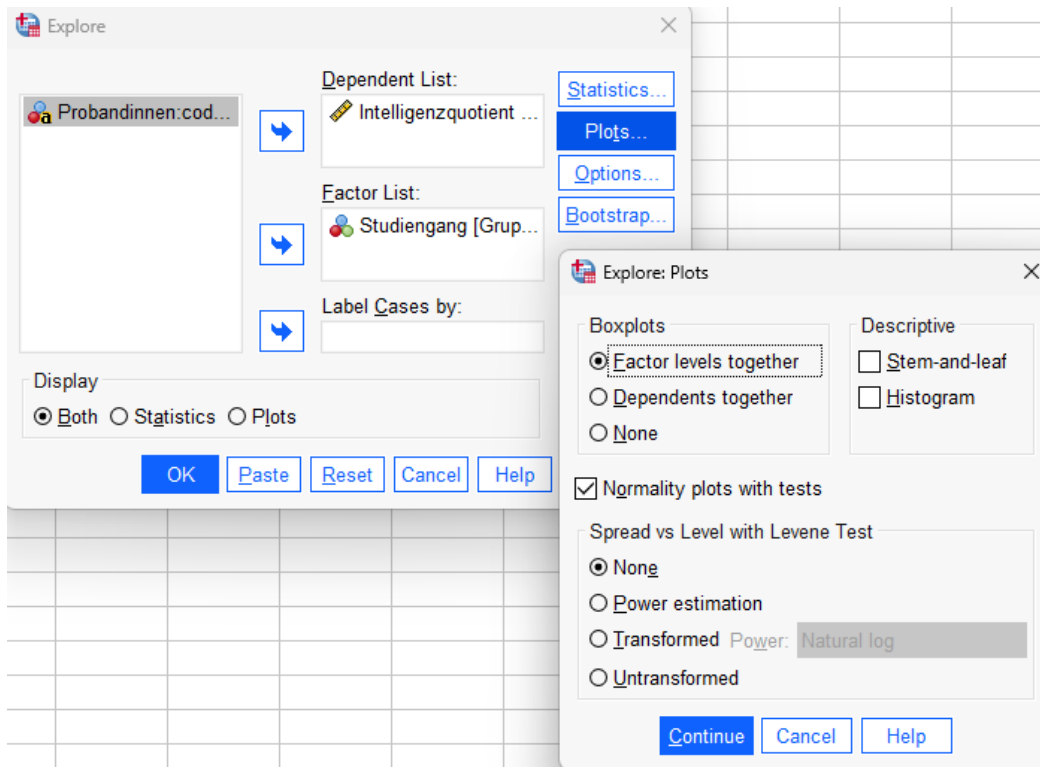 Explore
Dependent List:
Probandinnen:cod...
Intelligenzquotient ...
Statistics...
Plots...
Options...
Bootstrap...
Factor List:
Studiengang [Grup...
Label Cases by:
Display
Both
Statistics
Plots
OK
Paste
Reset
Cancel
Help
Explore: Plots
Boxplots
Factor levels together
Dependents together
None
Descriptive
Stem-and-leaf
Histogram
Normality plots with tests
Spread vs Level with Levene Test
None
Power estimation
Transformed Power: Natural log
Untransformed
Continue
Cancel
Help